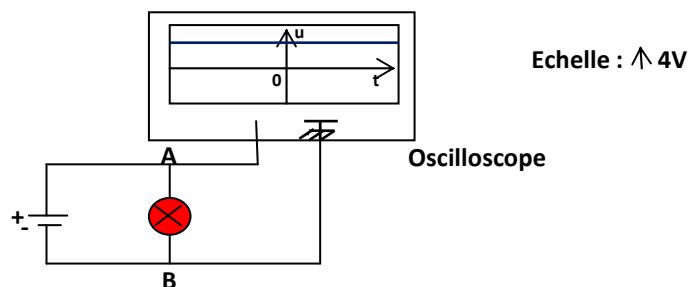 u
0
t
Echelle : ↑ 4V
Oscilloscope
A
+
-
B